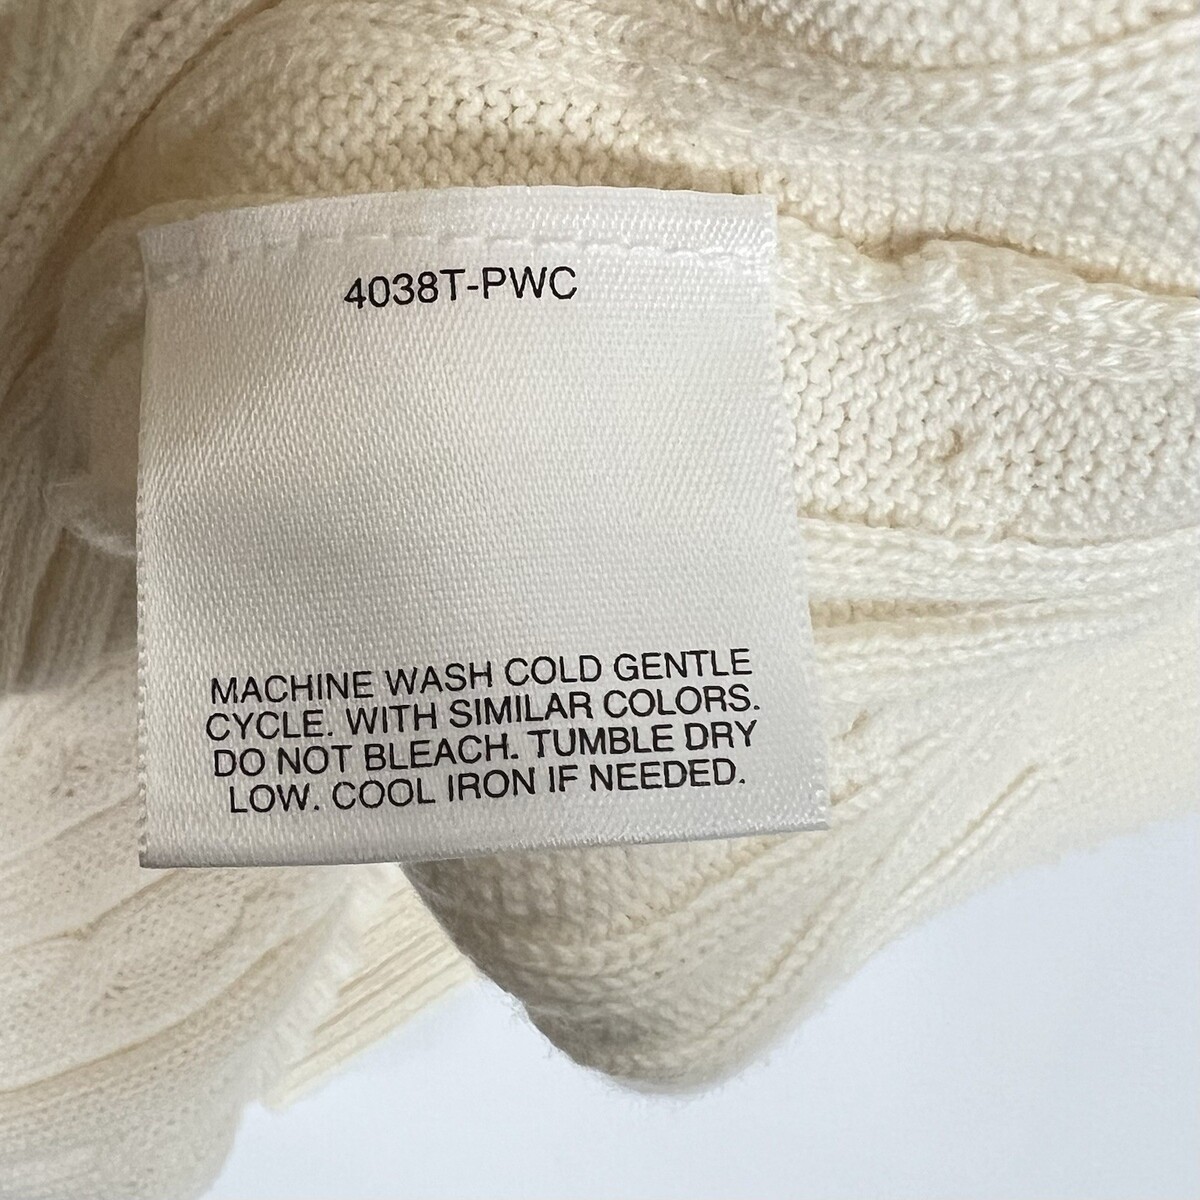 4038T-PWC
MACHINE WASH COLD GENTLE
CYCLE. WITH SIMILAR COLORS.
DO NOT BLEACH. TUMBLE DRY
LOW. COOL IRON IF NEEDED.